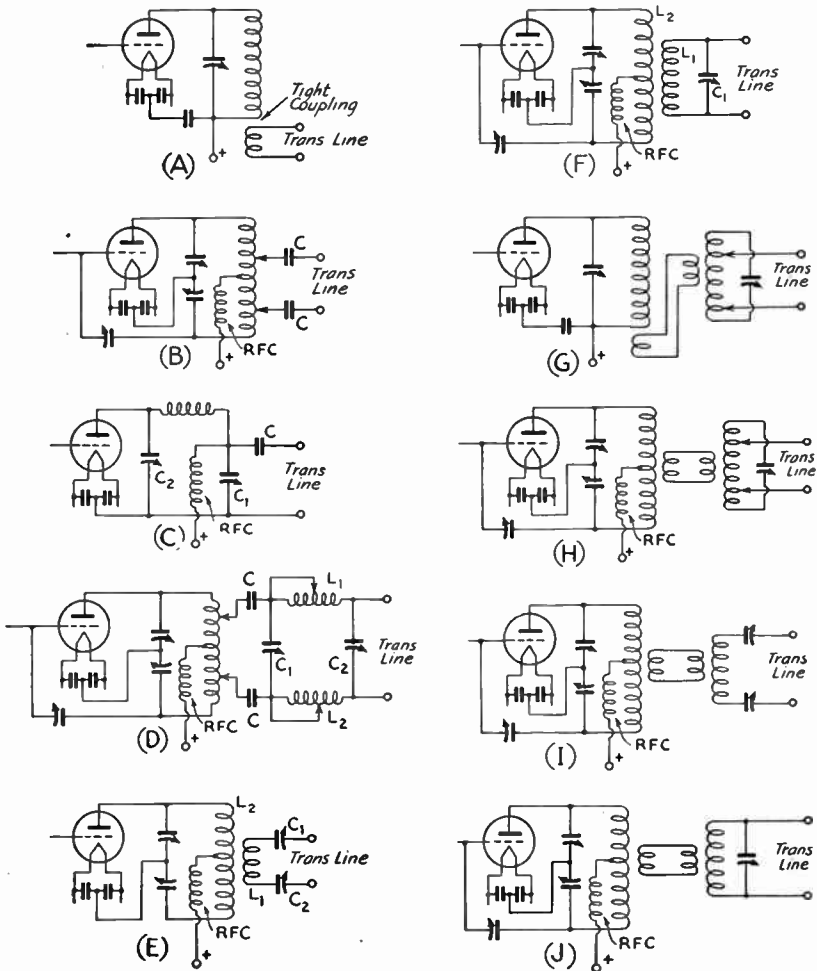 Tight
Coupling
Trans Line
+
(A)
C
Trans
Line
C
RFC
+
(B)
C
Trans
Line
C2
C1
RFC
+
(C)
C
L1
C1
C2
Trans
Line
C
L2
RFC
+
(D)
L2
C1
Trans Line
L1
C2
RFC
+
(E)
L2
L1
Trans
Line
C1
RFC
+
(F)
Trans
Line
+
(G)
Trans
Line
RFC
+
(H)
Trans
Line
RFC
+
(I)
Trans
Line
RFC
+
(J)